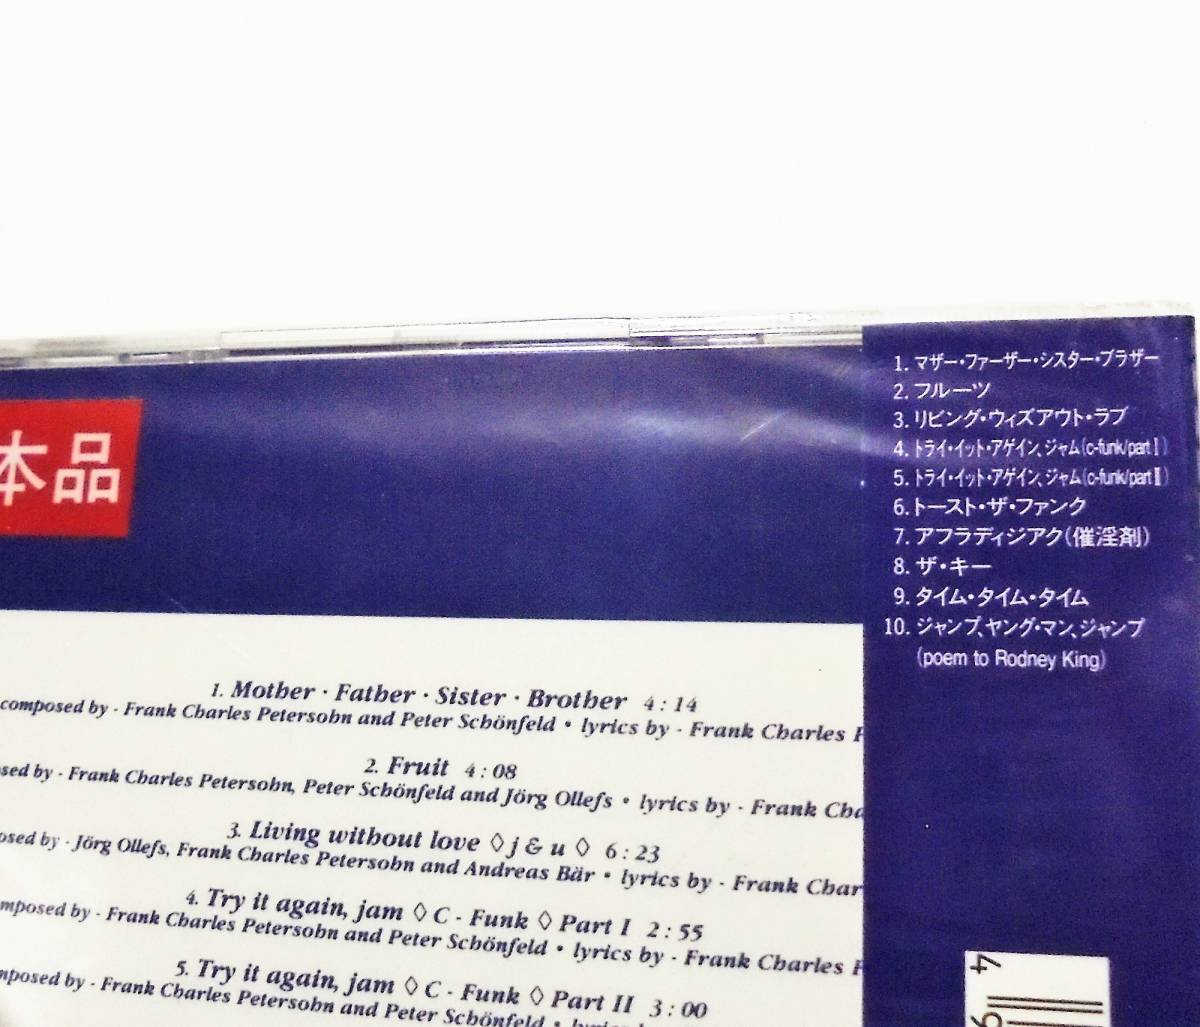 本品
1. マザー・ファーザー・シスター・ブラザー
2. フルーツ
3. リビング・ウィズアウト・ラブ
4. トライ・イット・アゲイン、ジャム(c-funk/part Ⅰ)
5. トライ・イット・アゲイン、ジャム(c-funk/part Ⅱ)
6. トースト・ザ・ファンク
7. アフラディジアク(催淫剤)
8. ザ・キー
9. タイム・タイム・タイム
10. ジャンプ、ヤング・マン、ジャンプ
(poem to Rodney King)
1. Mother · Father · Sister · Brother 4 : 14
composed by - Frank Charles Petersohn and Peter Schönfeld • lyrics by - Frank Charles
2. Fruit 4 : 08
sed by - Frank Charles Petersohn, Peter Schönfeld and Jörg Ollefs • lyrics by - Frank Cha
3. Living without love ◊ j & u ◊ 6 : 23
osed by - Jörg Ollefs, Frank Charles Petersohn and Andreas Bär • lyrics by - Frank Char
4. Try it again, jam ◊ C - Funk ◊ Part I 2 : 55
mposed by - Frank Charles Petersohn and Peter Schönfeld • lyrics by - Frank Charles
5. Try it again, jam ◊ C - Funk ◊ Part II 3 : 00
mposed by - Frank Charles Petersohn and Peter Schönfeld •
4 9